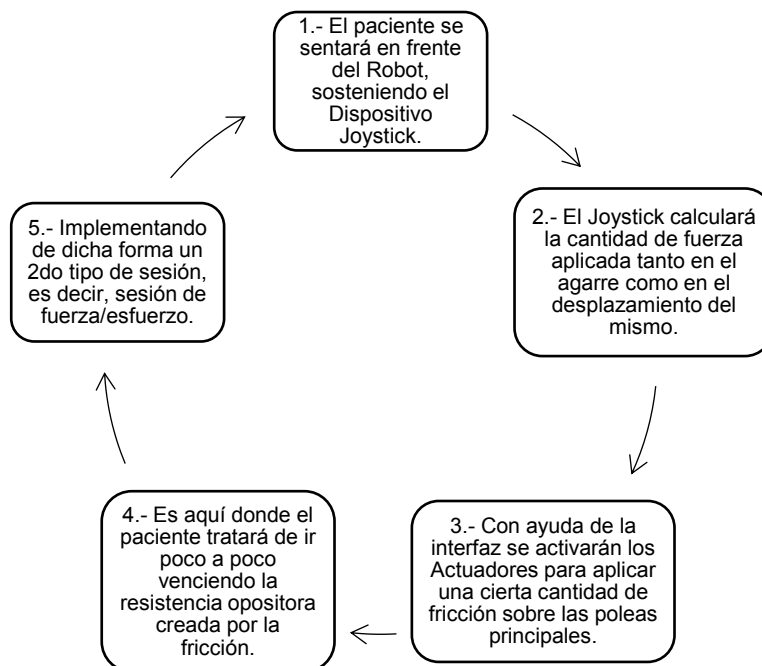 1.- El paciente se
sentará en frente
del Robot,
sosteniendo el
Dispositivo
Joystick.
2.- El Joystick calculará
la cantidad de fuerza
aplicada tanto en el
agarre como en el
desplazamiento del
mismo.
3.- Con ayuda de la
interfaz se activarán los
Actuadores para aplicar
una cierta cantidad de
fricción sobre las poleas
principales.
4.- Es aquí donde el
paciente tratará de ir
poco a poco
venciendo la
resistencia opositora
creada por la
fricción.
5.- Implementando
de dicha forma un
2do tipo de sesión,
es decir, sesión de
fuerza/esfuerzo.